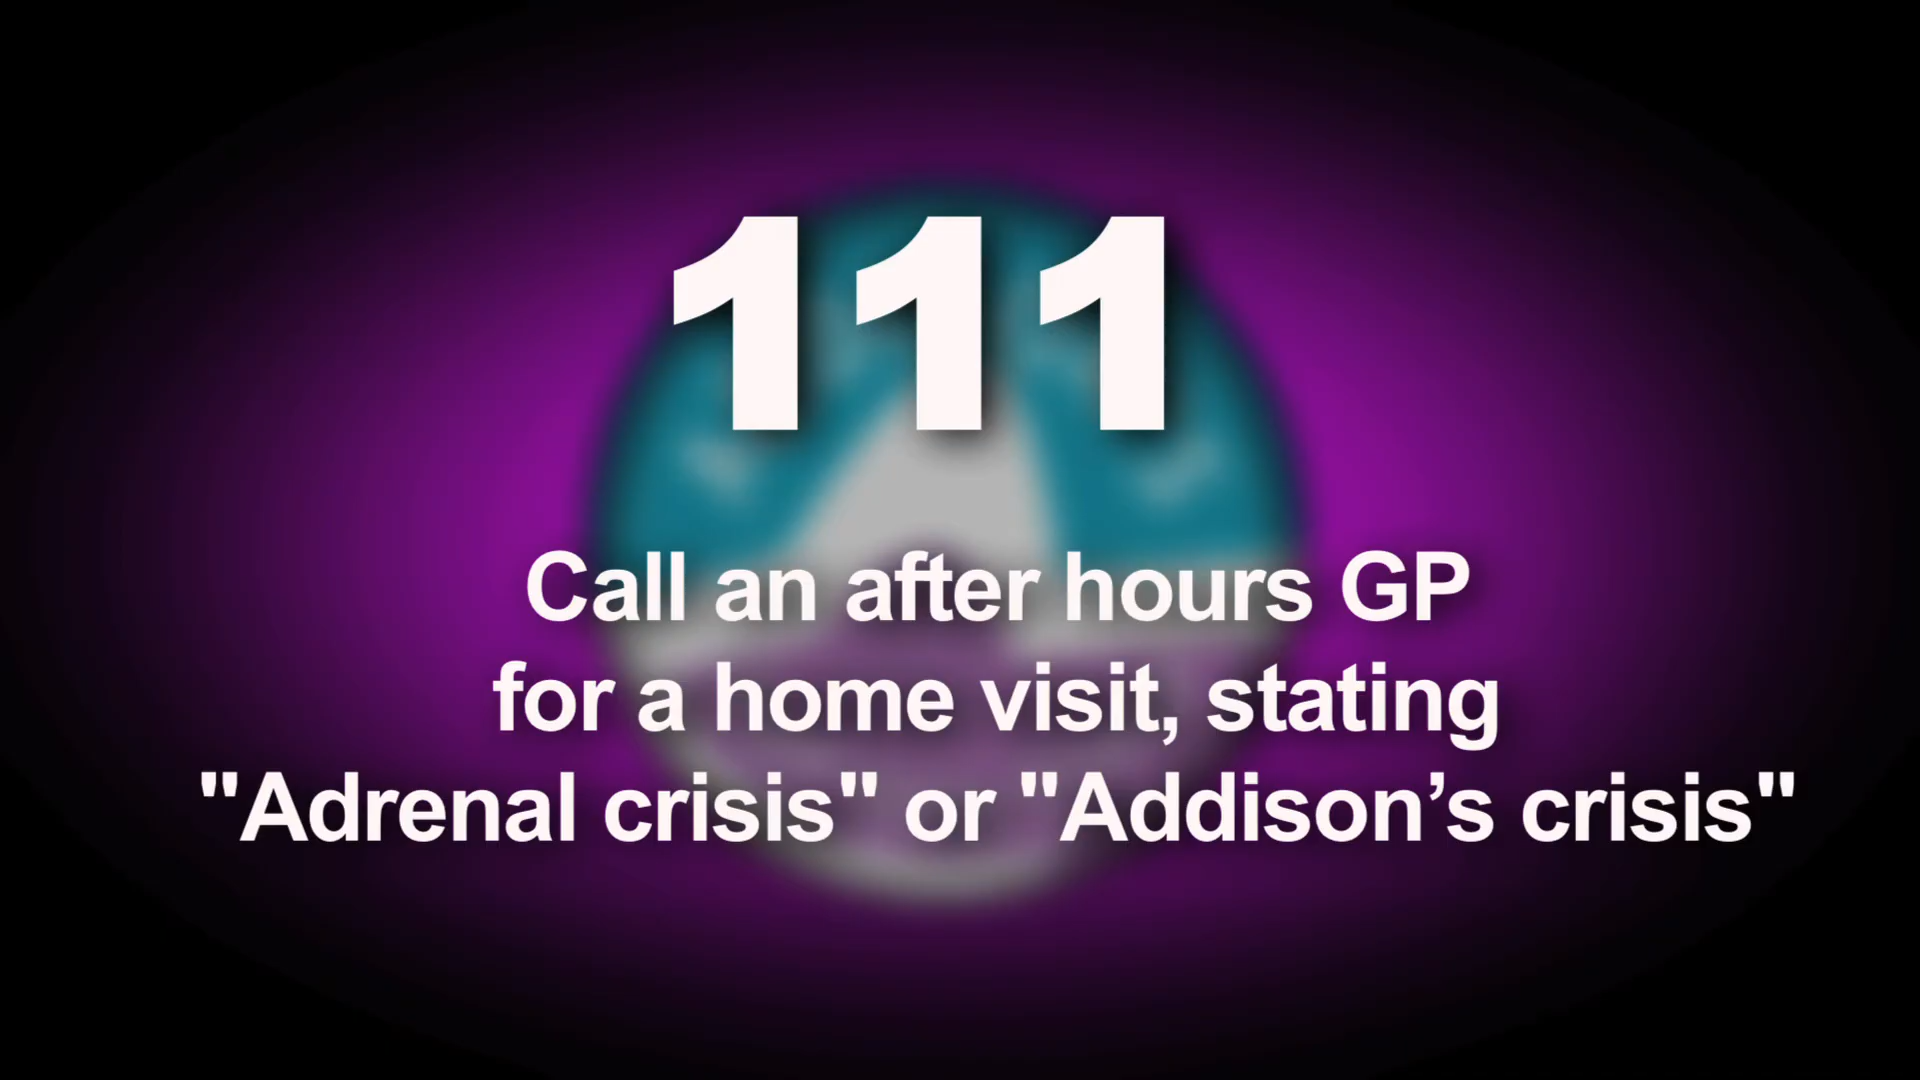 111
Call an after hours GP
for a home visit, stating
"Adrenal crisis" or "Addison’s crisis"